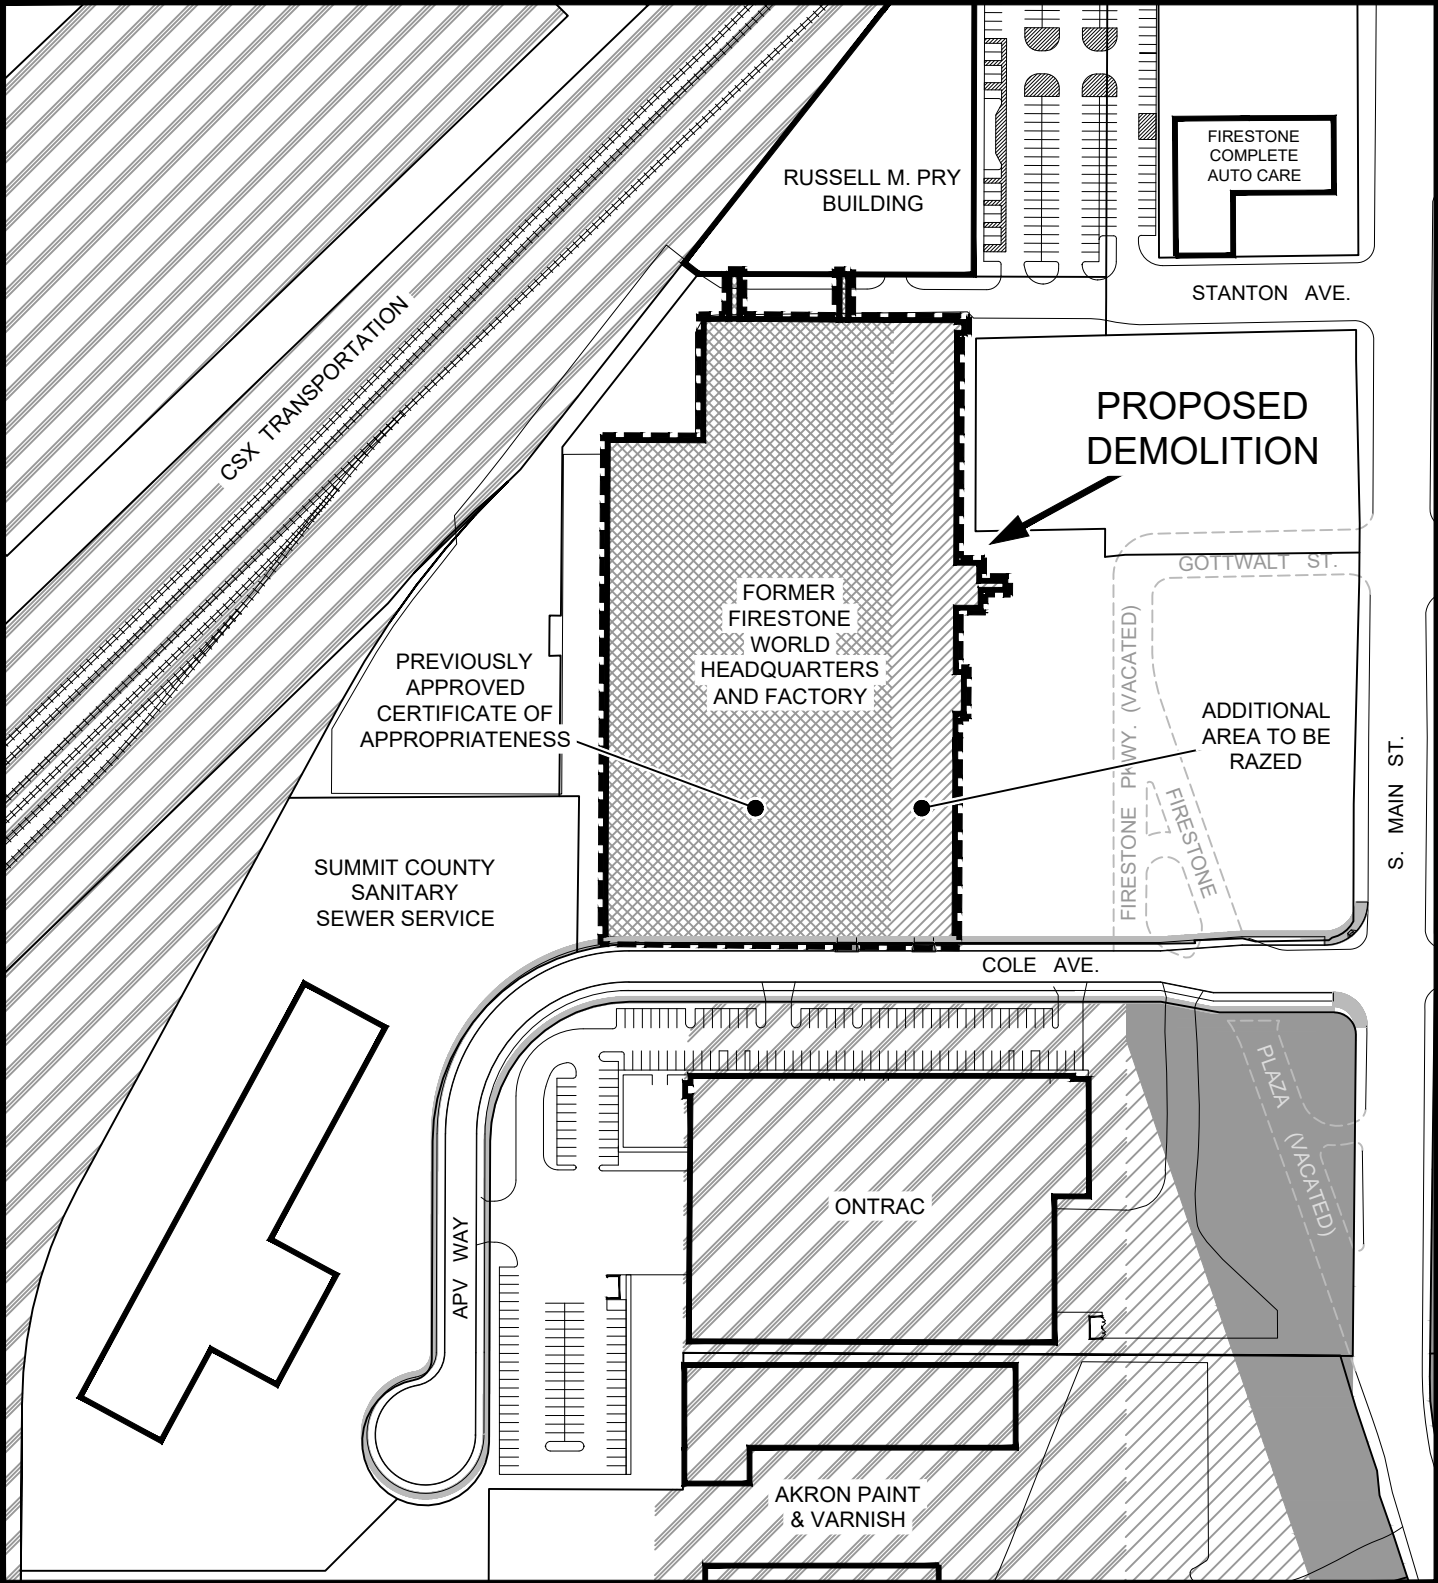 FIRESTONE
COMPLETE
AUTO CARE
RUSSELL M. PRY
BUILDING
STANTON AVE.
CSX TRANSPORTATION
PROPOSED
DEMOLITION
GOTTWALT ST.
FORMER
FIRESTONE
WORLD
HEADQUARTERS
AND FACTORY
PREVIOUSLY
APPROVED
CERTIFICATE OF
APPROPRIATENESS
ADDITIONAL
AREA TO BE
RAZED
FIRESTONE PKWY. (VACATED)
FIRESTONE
S. MAIN ST.
SUMMIT COUNTY
SANITARY
SEWER SERVICE
COLE AVE.
PLAZA (VACATED)
ONTRAC
APV WAY
AKRON PAINT
& VARNISH